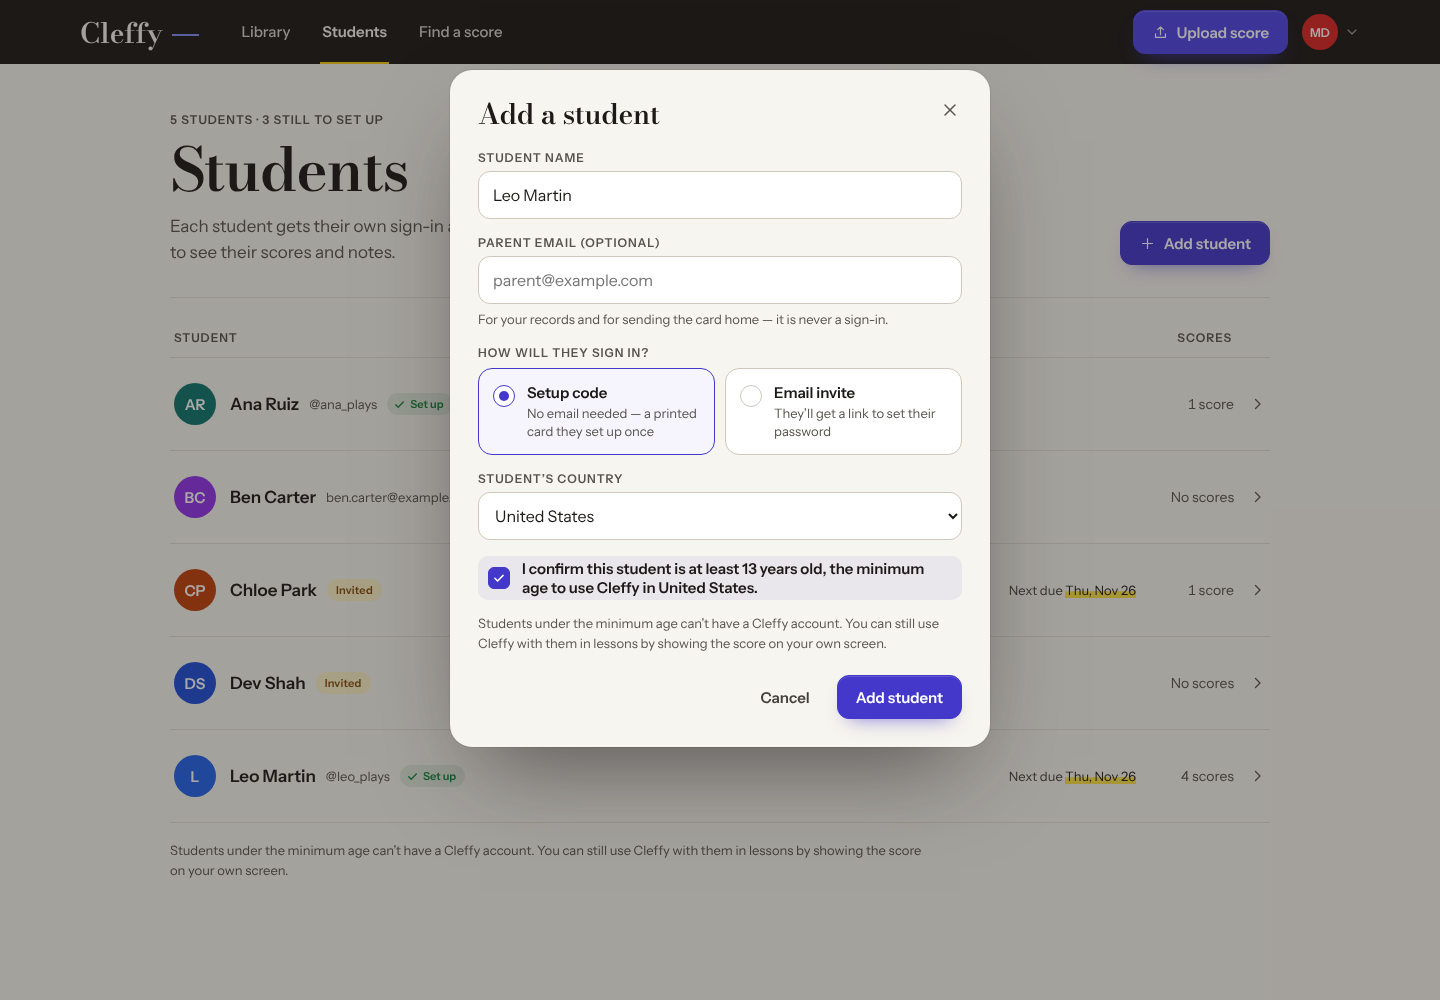 Cleffy
Library
Students
Find a score
Upload score
MD
5 STUDENTS · 3 STILL TO SET UP
Students
Each student gets their own sign-in
to see their scores and notes.
Add student
STUDENT
SCORES
AR
Ana Ruiz
@ana_plays
Set up
1 score
BC
Ben Carter
ben.carter@example
No scores
CP
Chloe Park
Invited
Next due Thu, Nov 26
1 score
DS
Dev Shah
Invited
No scores
L
Leo Martin
@leo_plays
Set up
Next due Thu, Nov 26
4 scores
Students under the minimum age can't have a Cleffy account. You can still use Cleffy with them in lessons by showing the score
on your own screen.
Add a student
STUDENT NAME
Leo Martin
PARENT EMAIL (OPTIONAL)
parent@example.com
For your records and for sending the card home — it is never a sign-in.
HOW WILL THEY SIGN IN?
Setup code
No email needed — a printed
card they set up once
Email invite
They'll get a link to set their
password
STUDENT'S COUNTRY
United States
I confirm this student is at least 13 years old, the minimum
age to use Cleffy in United States.
Students under the minimum age can't have a Cleffy account. You can still use
Cleffy with them in lessons by showing the score on your own screen.
Cancel
Add student